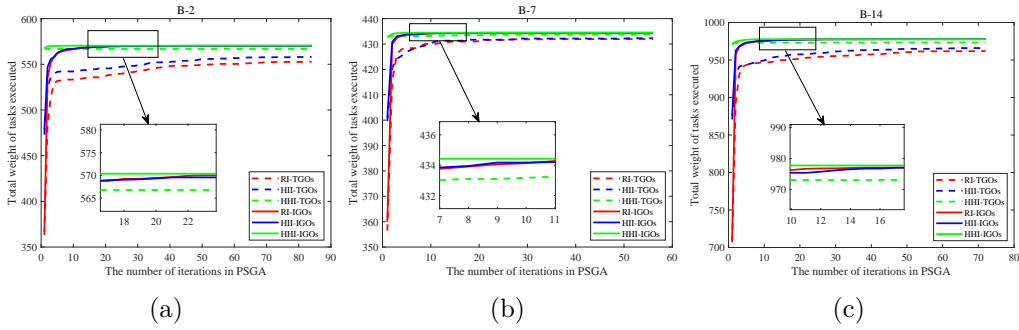 B-2
Total weight of tasks executed
600
550
500
450
400
350
0 10 20 30 40 50 60 70 80 90
The number of iterations in PSGA
580
575
570
565
18 20 22
RI-TGOs
HII-TGOs
HHI-TGOs
RI-IGOs
HII-IGOs
HHI-IGOs
(a)
B-7
Total weight of tasks executed
440
430
420
410
400
390
380
370
360
350
0 10 20 30 40 50 60
The number of iterations in PSGA
436
434
432
7 8 9 10 11
RI-TGOs
HII-TGOs
HHI-TGOs
RI-IGOs
HII-IGOs
HHI-IGOs
(b)
B-14
Total weight of tasks executed
1000
950
900
850
800
750
700
0 10 20 30 40 50 60 70 80
The number of iterations in PSGA
990
980
970
10 12 14 16
RI-TGOs
HII-TGOs
HHI-TGOs
RI-IGOs
HII-IGOs
HHI-IGOs
(c)